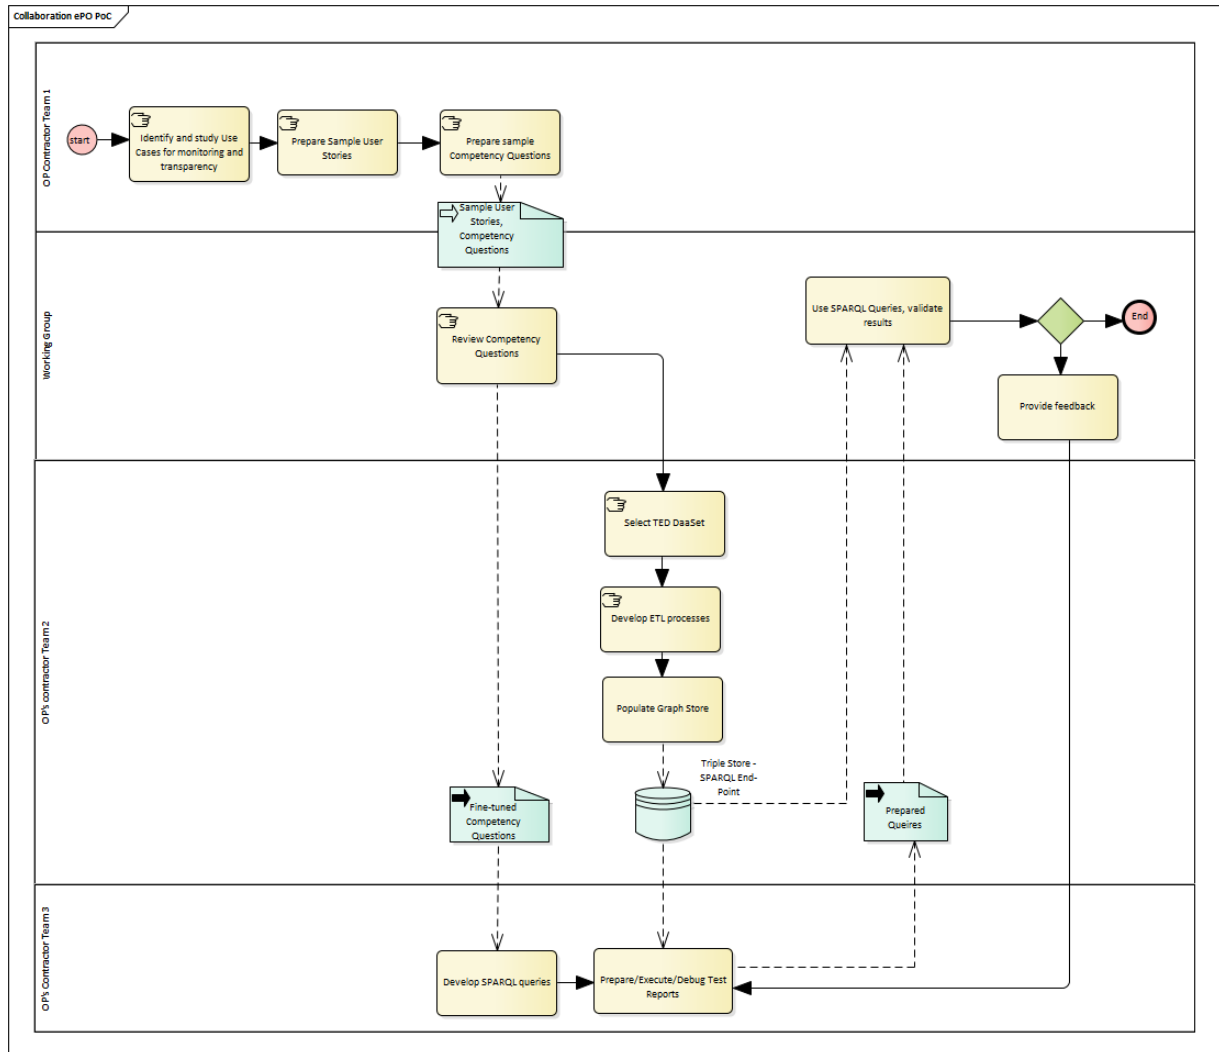 Collaboration ePO PoC
OP Contractor Team 1
start
Identify and study Use
Cases for monitoring and
transparency
Prepare Sample User
Stories
Prepare sample
Competency Questions
Sample User
Stories,
Competency
Questions
Working Group
Review Competency
Questions
Use SPARQL Queries, validate
results
End
Provide feedback
OP's contractor Team 2
Select TED DaaSet
Develop ETL processes
Populate Graph Store
Triple Store -
SPARQL End-
Point
Fine-tuned
Competency
Questions
Prepared
Queires
OP's Contractor Team 3
Develop SPARQL queries
Prepare/Execute/Debug Test
Reports